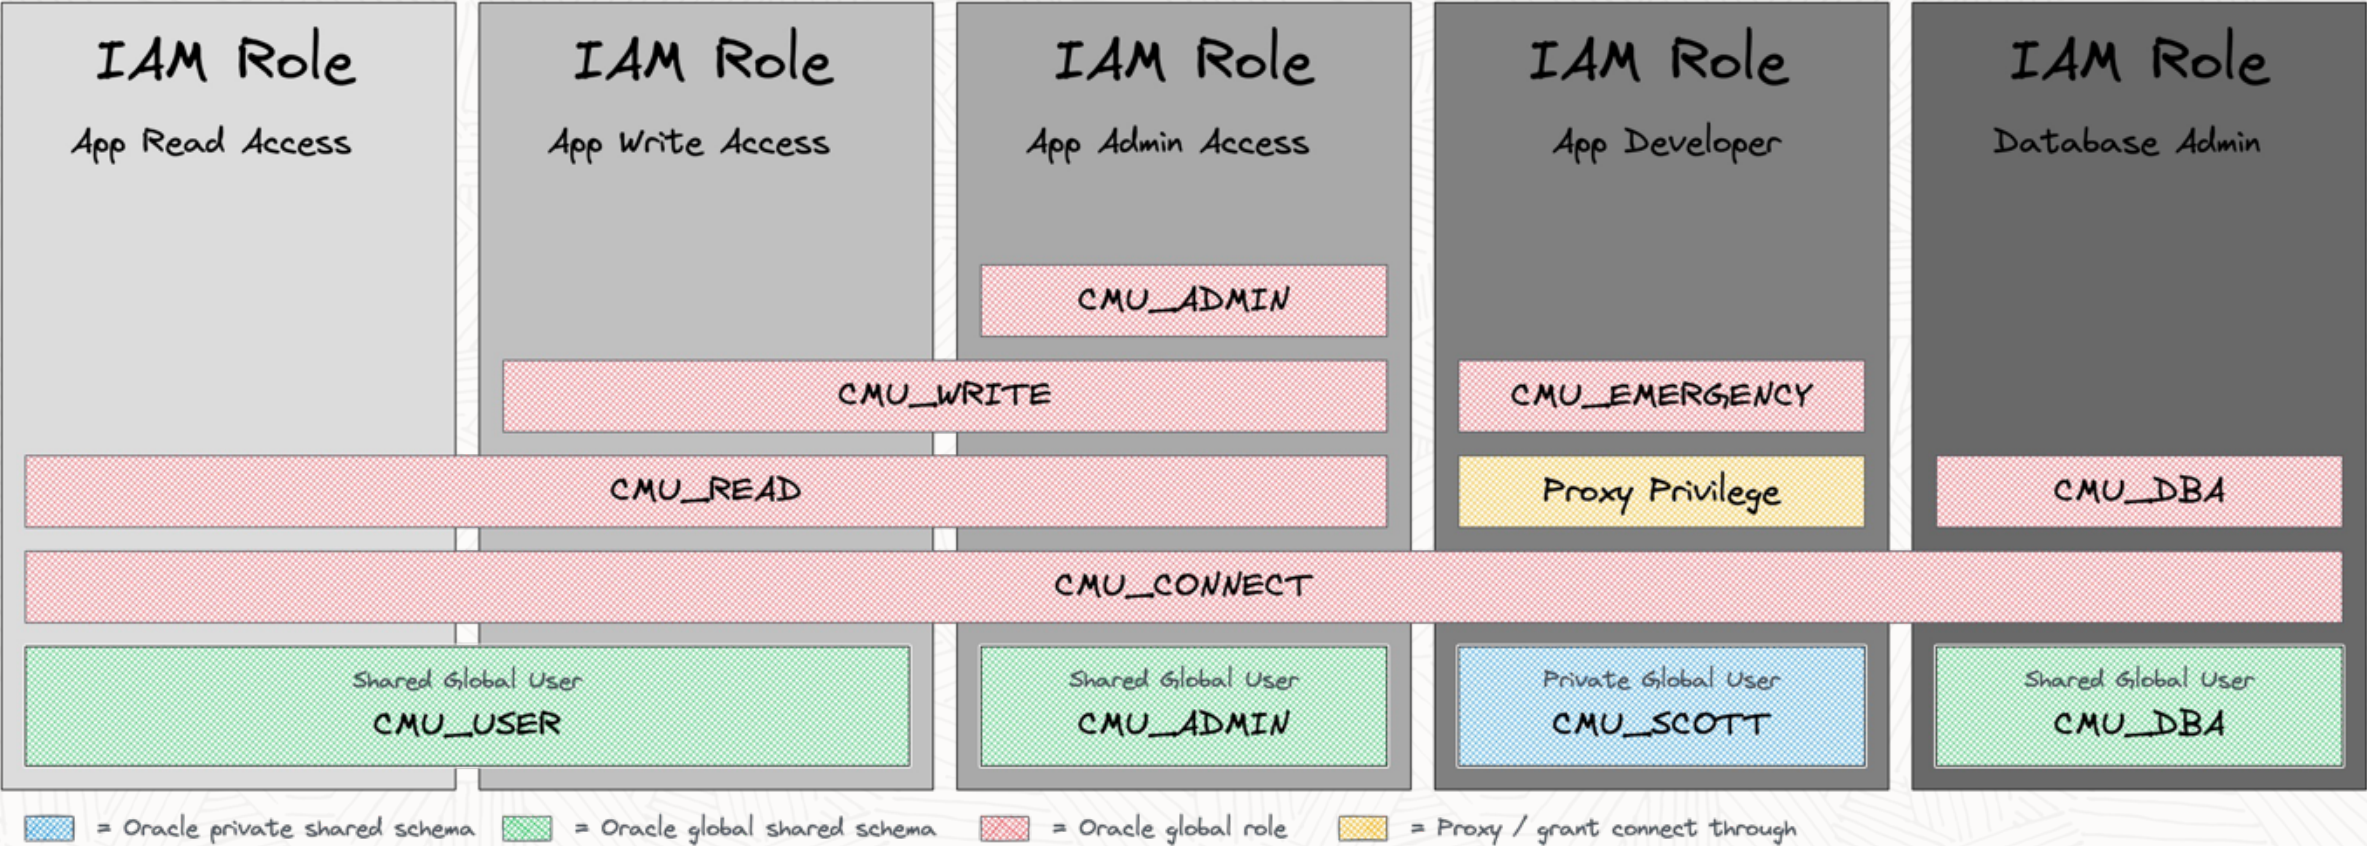 IAM Role
App Read Access
IAM Role
App Write Access
IAM Role
App Admin Access
IAM Role
App Developer
IAM Role
Database Admin
CMU_ADMIN
CMU_WRITE
CMU_EMERGENCY
CMU_READ
Proxy Privilege
CMU_DBA
CMU_CONNECT
Shared Global User
CMU_USER
Shared Global User
CMU_ADMIN
Private Global User
CMU_SCOTT
Shared Global User
CMU_DBA
= Oracle private shared schema
= Oracle global shared schema
= Oracle global role
= Proxy / grant connect through